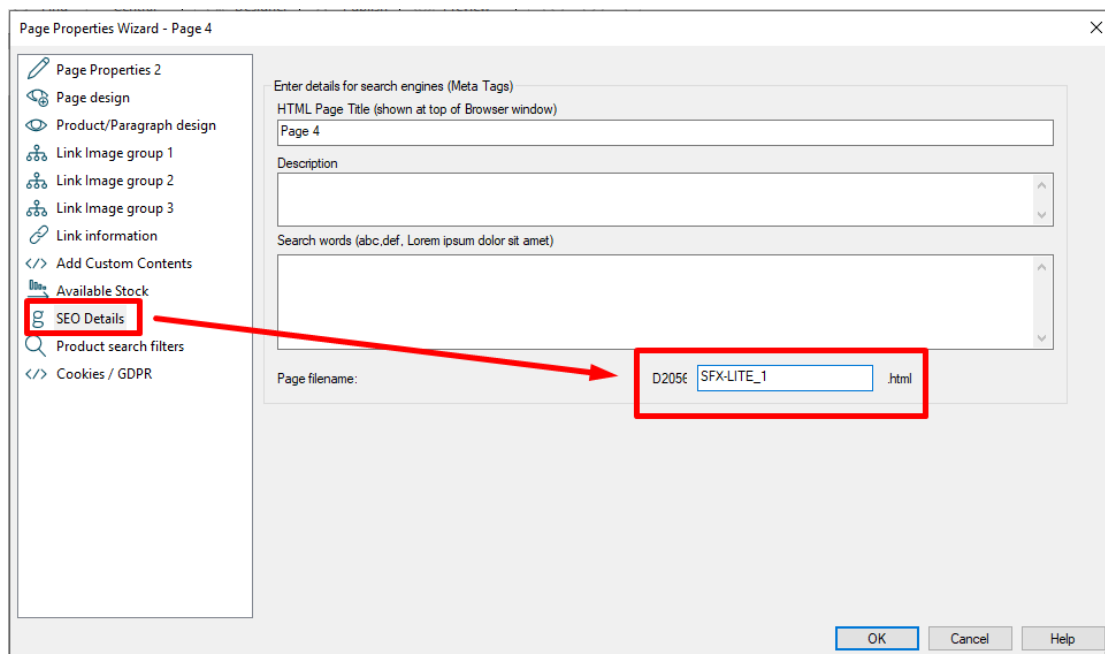 Page Properties Wizard - Page 4
Page Properties 2
Page design
Product/Paragraph design
Link Image group 1
Link Image group 2
Link Image group 3
Link information
Add Custom Contents
Available Stock
SEO Details
Product search filters
Cookies / GDPR
Enter details for search engines (Meta Tags)
HTML Page Title (shown at top of Browser window)
Page 4
Description
Search words (abc,def, Lorem ipsum dolor sit amet)
Page filename: D2056 SFX-LITE_1 .html
OK Cancel Help